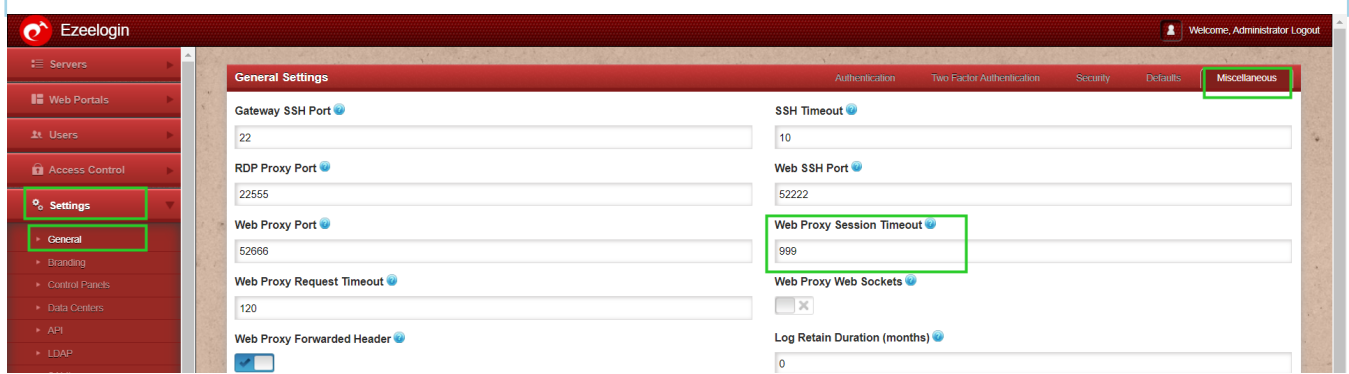 Ezeelogin
Welcome, Administrator Logout
Servers
Web Portals
Users
Access Control
Settings
General
Branding
Control Panels
Data Centers
API
LDAP
General Settings
Authentication
Two Factor Authentication
Security
Defaults
Miscellaneous
Gateway SSH Port
22
SSH Timeout
10
RDP Proxy Port
22555
Web SSH Port
52222
Web Proxy Port
52666
Web Proxy Session Timeout
999
Web Proxy Request Timeout
120
Web Proxy Web Sockets
Web Proxy Forwarded Header
Log Retain Duration (months)
0